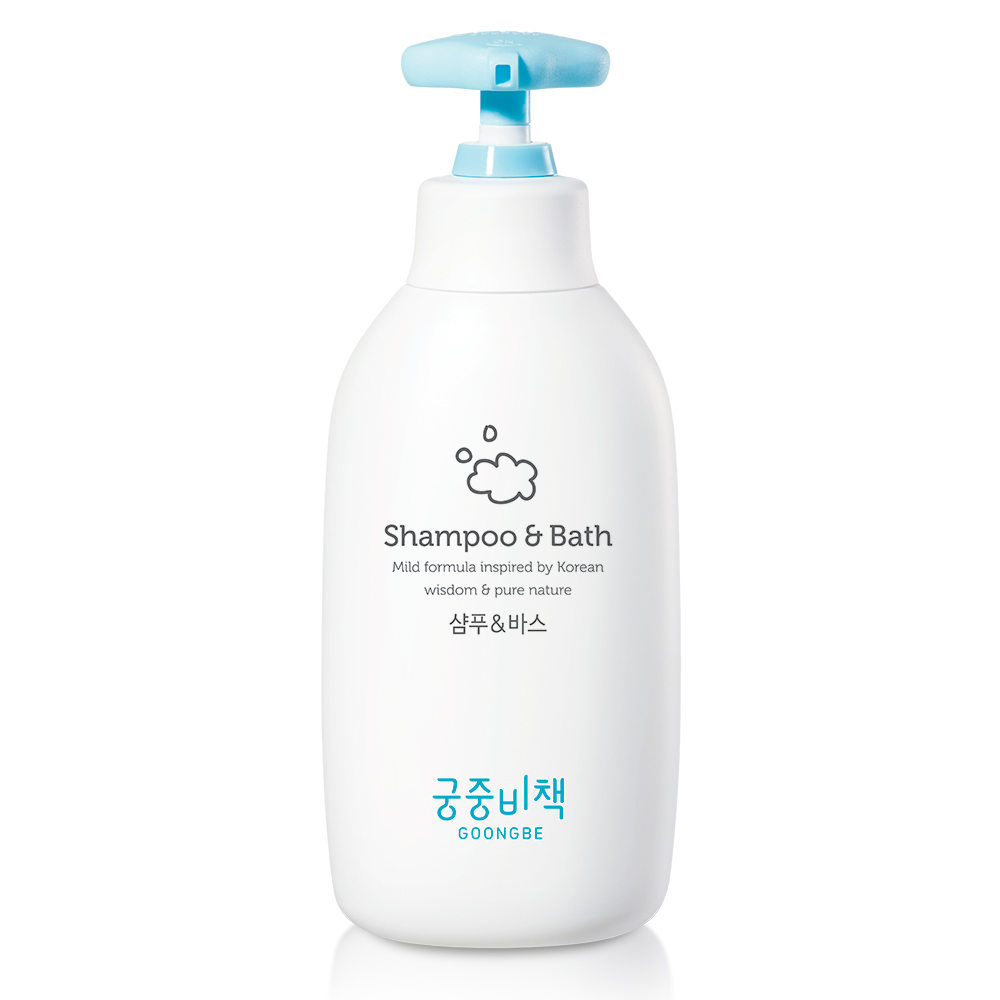 Shampoo & Bath
Mild formula inspired by Korean
wisdom & pure nature
샴푸&바스
궁중비책
GOONGBE